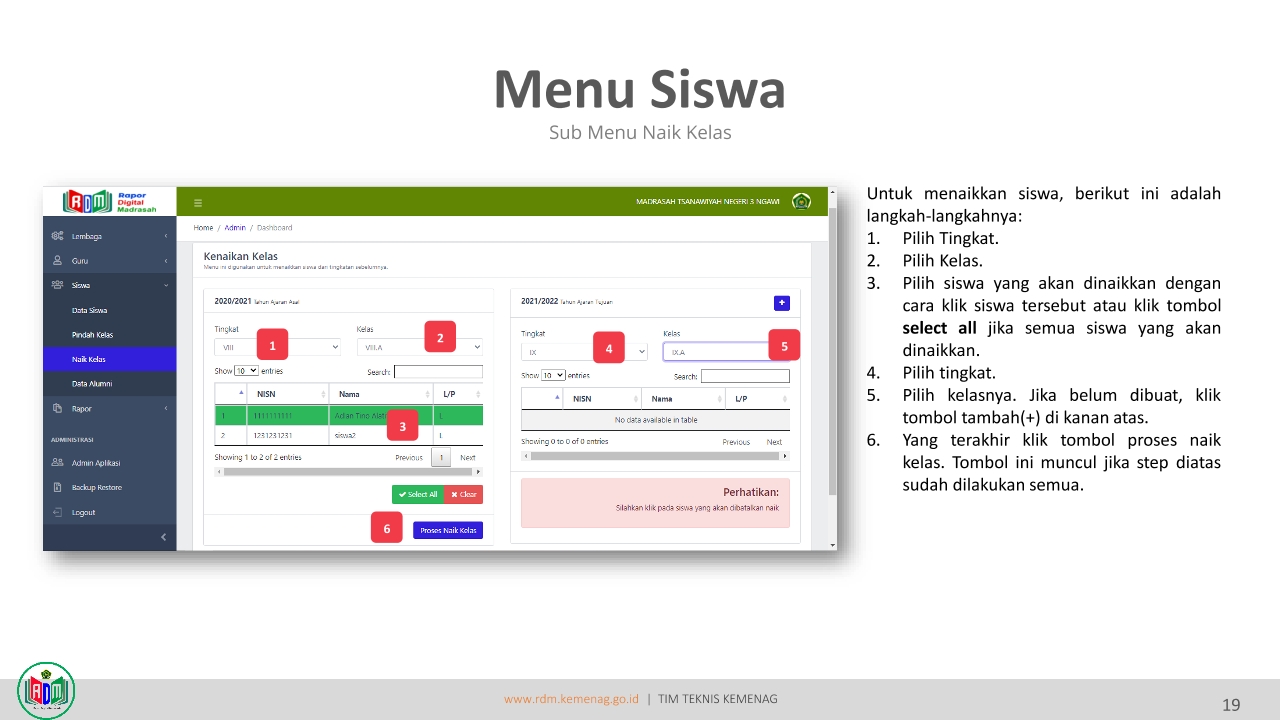 Menu Siswa
Sub Menu Naik Kelas
RDM Rapor Digital Madrasah
MADRASAH TSANAWIYAH NEGERI 3 NGAWI
Lembaga
Guru
Siswa
Data Siswa
Pindah Kelas
Naik Kelas
Data Alumni
Rapor
ADMINISTRASI
Admin Aplikasi
Backup Restore
Logout
Home / Admin / Dashboard
Kenaikan Kelas
Menu ini digunakan untuk menaikkan siswa dari tingkatan sebelumnya.
2020/2021 Tahun Ajaran Asal
Tingkat
Kelas
VIII
1
VIII.A
2
Show 10 entries
Search:
NISN
Nama
L/P
1 1111111111 Adlan Tino
L
3
2 1231231231 siswa2 L
Showing 1 to 2 of 2 entries
Previous 1 Next
Select All
Clear
6
Proses Naik Kelas
2021/2022 Tahun Ajaran Tujuan
+
Tingkat
Kelas
IX
4
IX.A
5
Show 10 entries
Search:
NISN
Nama
L/P
No data available in table
Showing 0 to 0 of 0 entries
Previous Next
Perhatikan:
Silahkan klik pada siswa yang akan dibatalkan naik
Untuk menaikkan siswa, berikut ini adalah
langkah-langkahnya:
1. Pilih Tingkat.
2. Pilih Kelas.
3. Pilih siswa yang akan dinaikkan dengan
cara klik siswa tersebut atau klik tombol
select all jika semua siswa yang akan
dinaikkan.
4. Pilih tingkat.
5. Pilih kelasnya. Jika belum dibuat, klik
tombol tambah(+) di kanan atas.
6. Yang terakhir klik tombol proses naik
kelas. Tombol ini muncul jika step diatas
sudah dilakukan semua.
RDM
www.rdm.kemenag.go.id | TIM TEKNIS KEMENAG
19